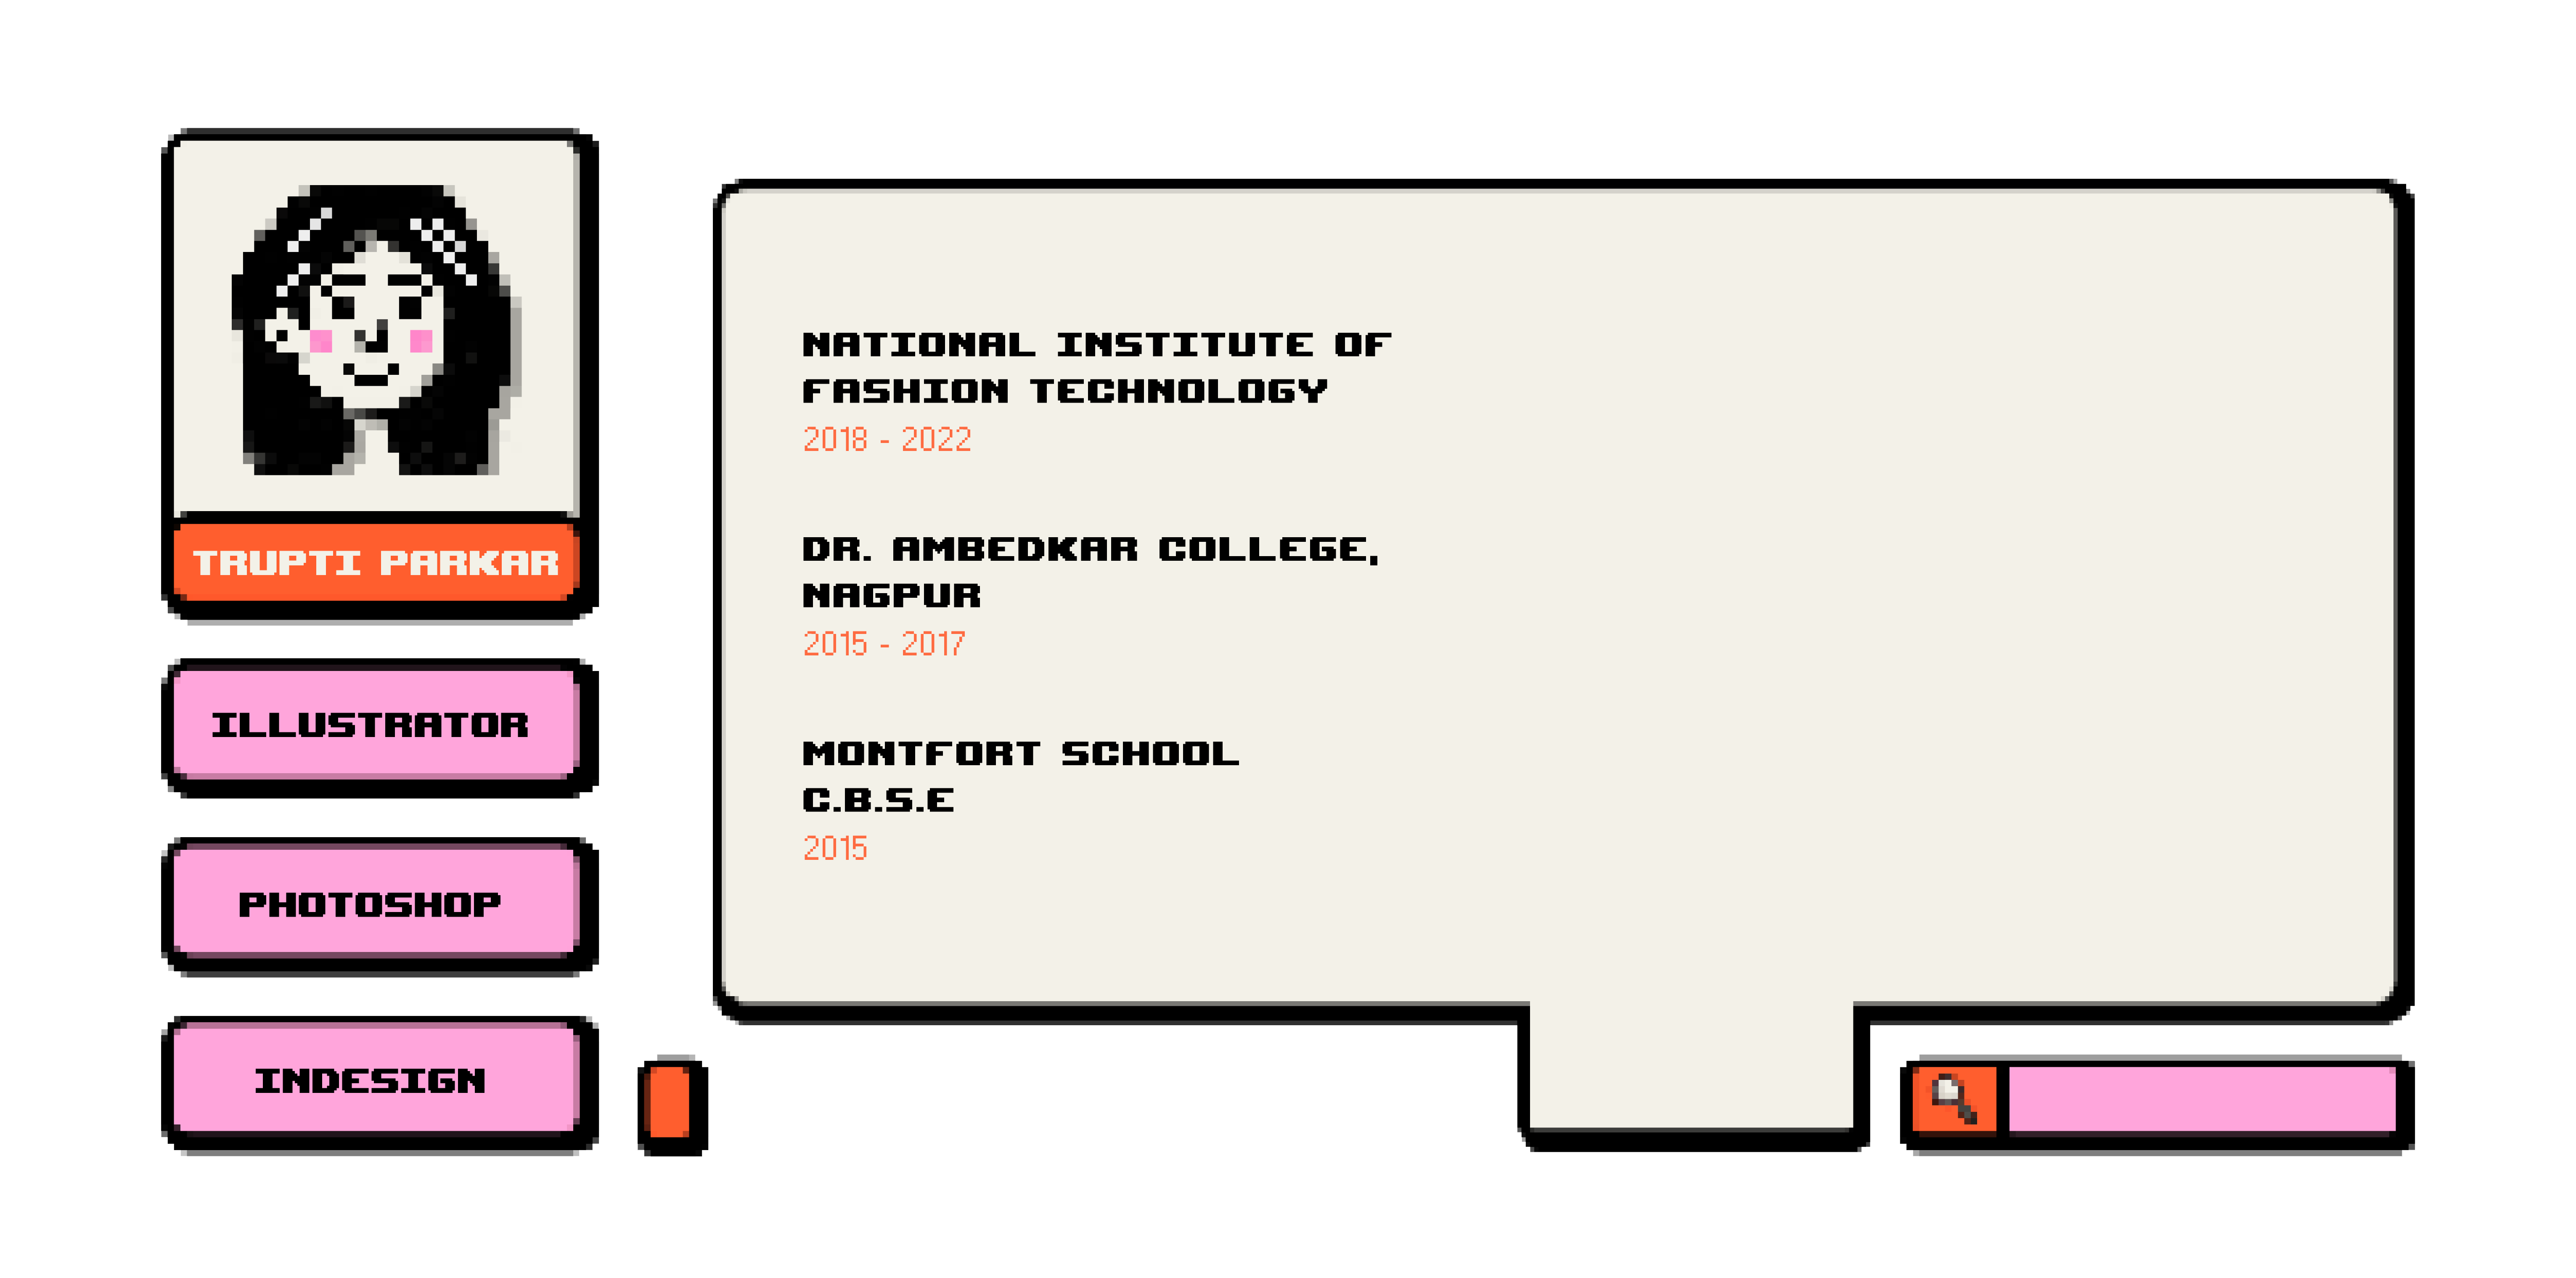 TRUPTI PARKAR
ILLUSTRATOR
PHOTOSHOP
INDESIGN
NATIONAL INSTITUTE OF
FASHION TECHNOLOGY
2018 - 2022
DR. AMBEDKAR COLLEGE,
NAGPUR
2015 - 2017
MONTFORT SCHOOL
C.B.S.E
2015